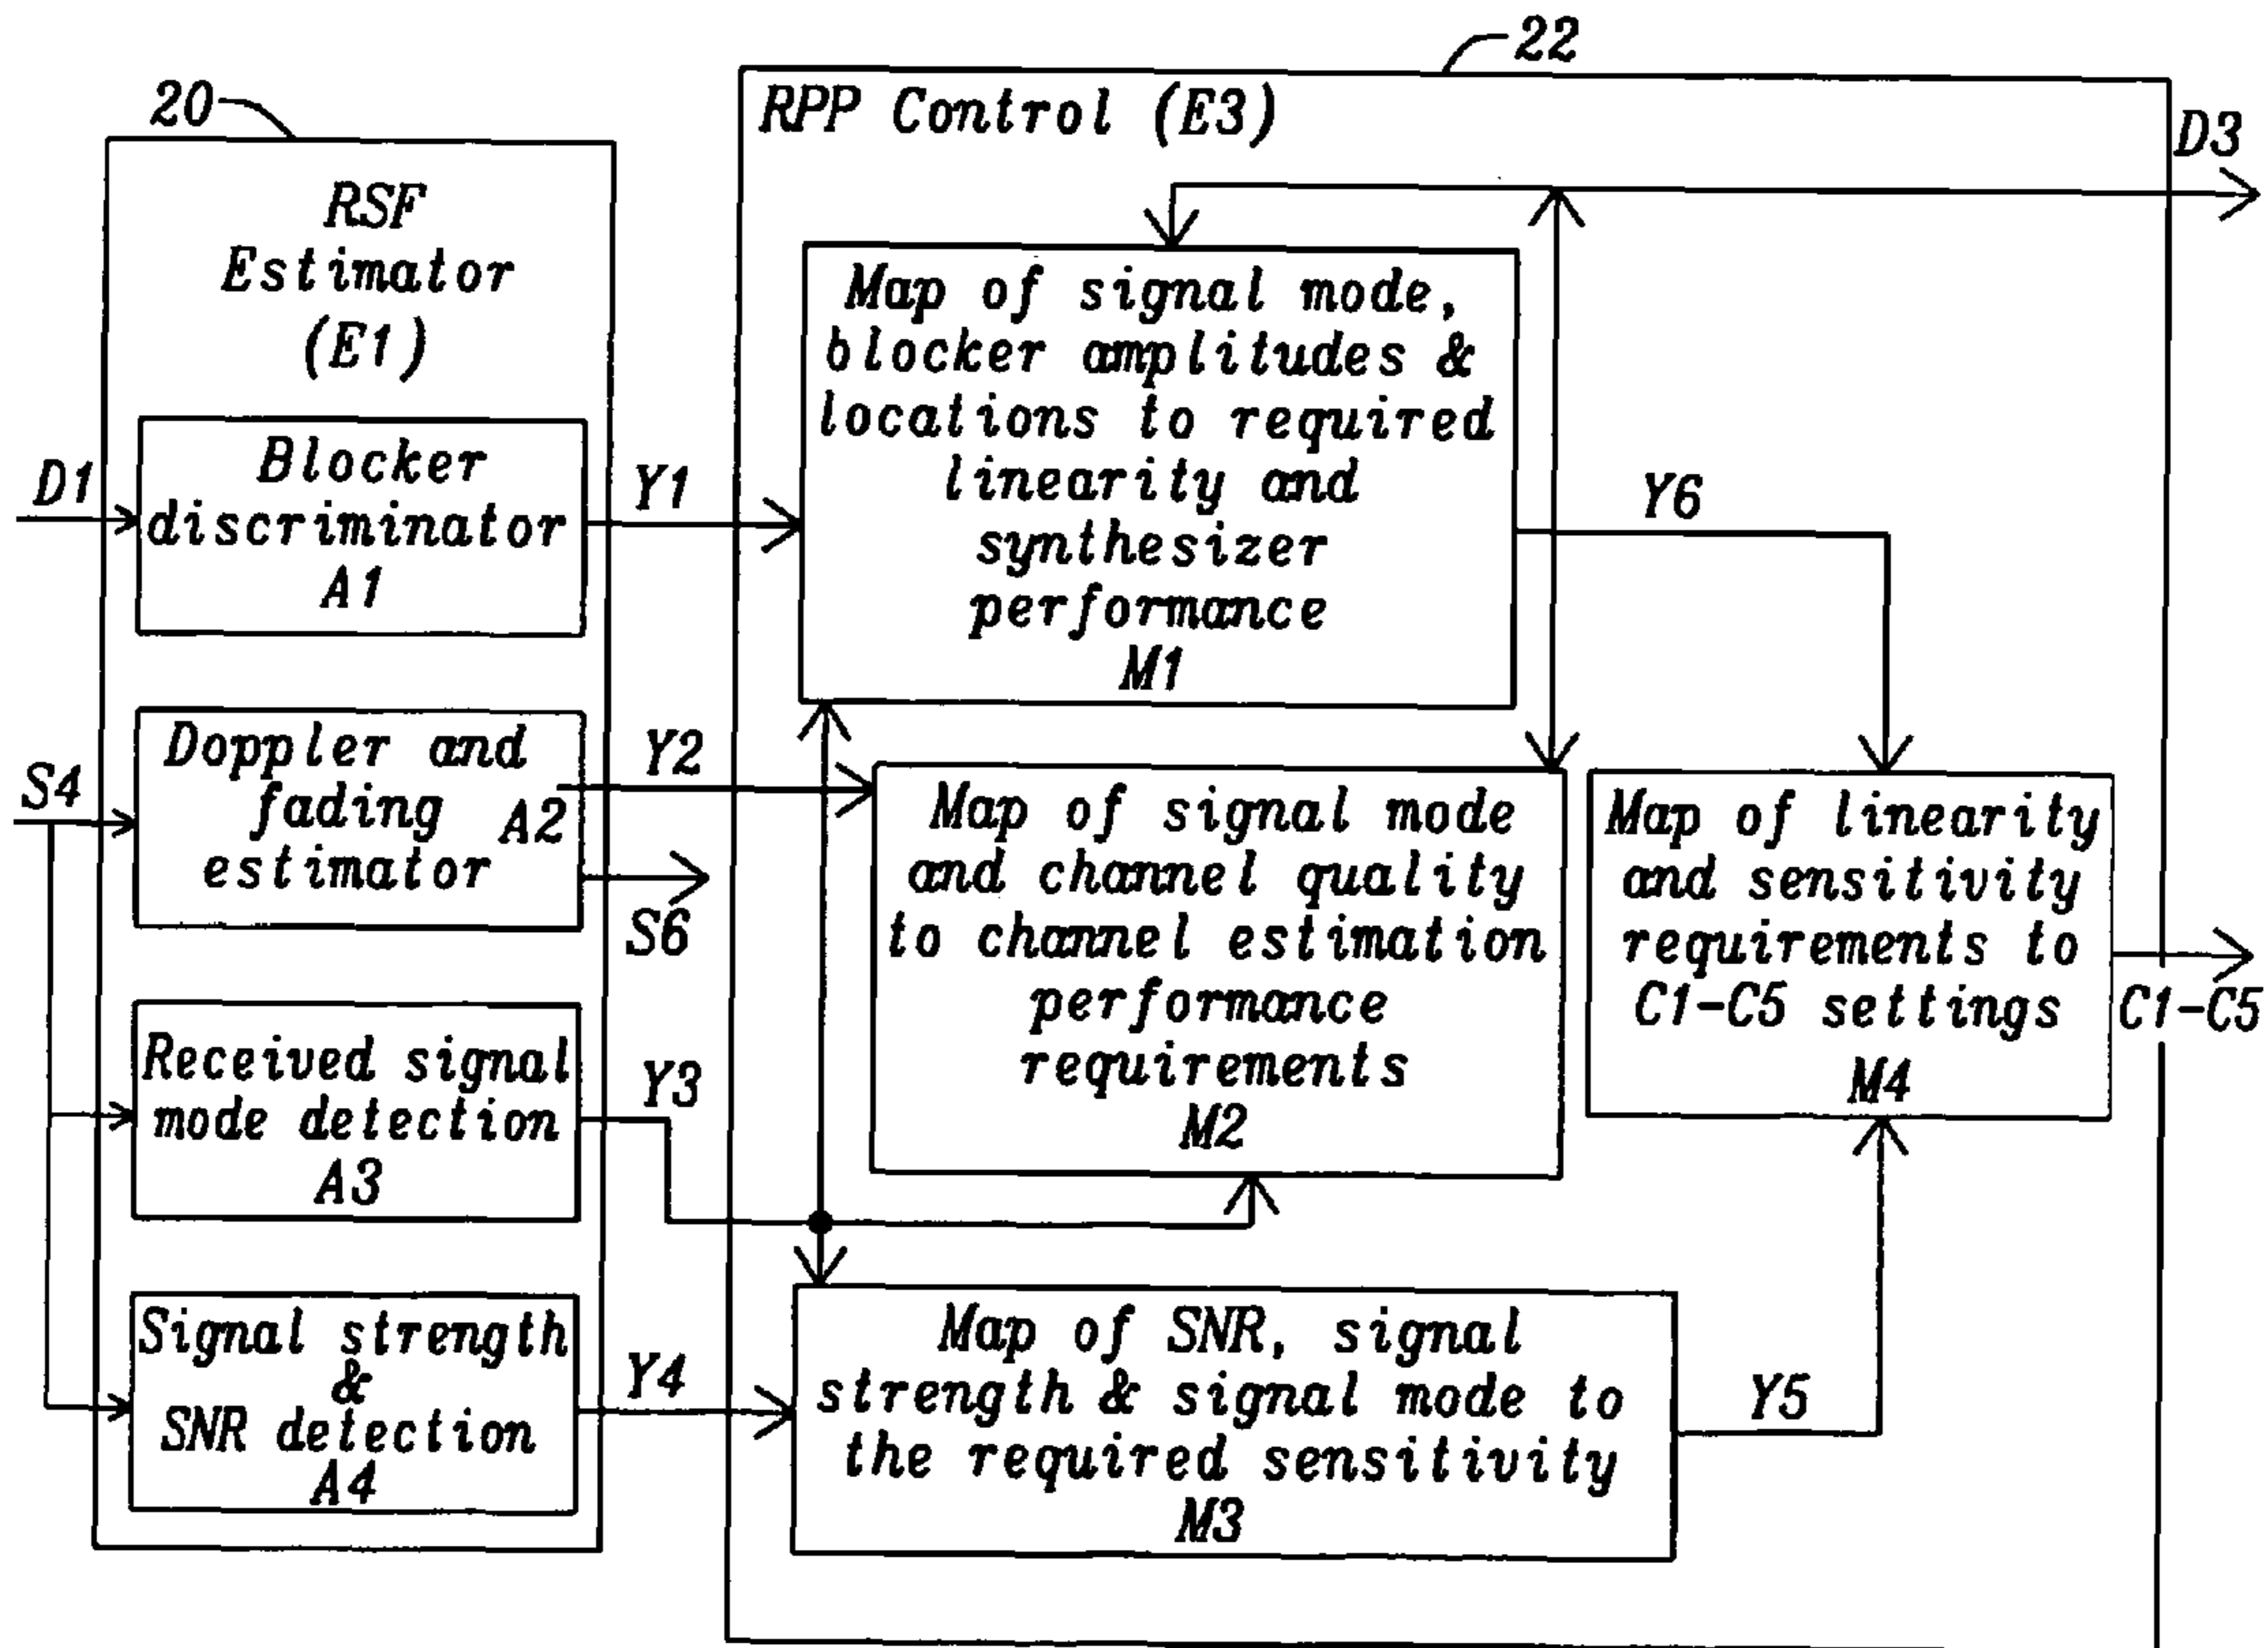 22
RPP Control (E3)
D3
20
RSF
Estimator
(E1)
D1
Blocker
discriminator
A1
Y1
Map of signal mode,
blocker amplitudes &
locations to required
linearity and
synthesizer
performance
M1
Y6
S4
Doppler and
fading
A2
estimator
Y2
S6
Map of signal mode
and channel quality
to channel estimation
performance
requirements
M2
Map of linearity
and sensitivity
requirements to
C1-C5 settings
M4
C1-C5
Received signal
mode detection
A3
Y3
Signal strength
&
SNR detection
A4
Y4
Map of SNR, signal
strength & signal mode to
the required sensitivity
M3
Y5